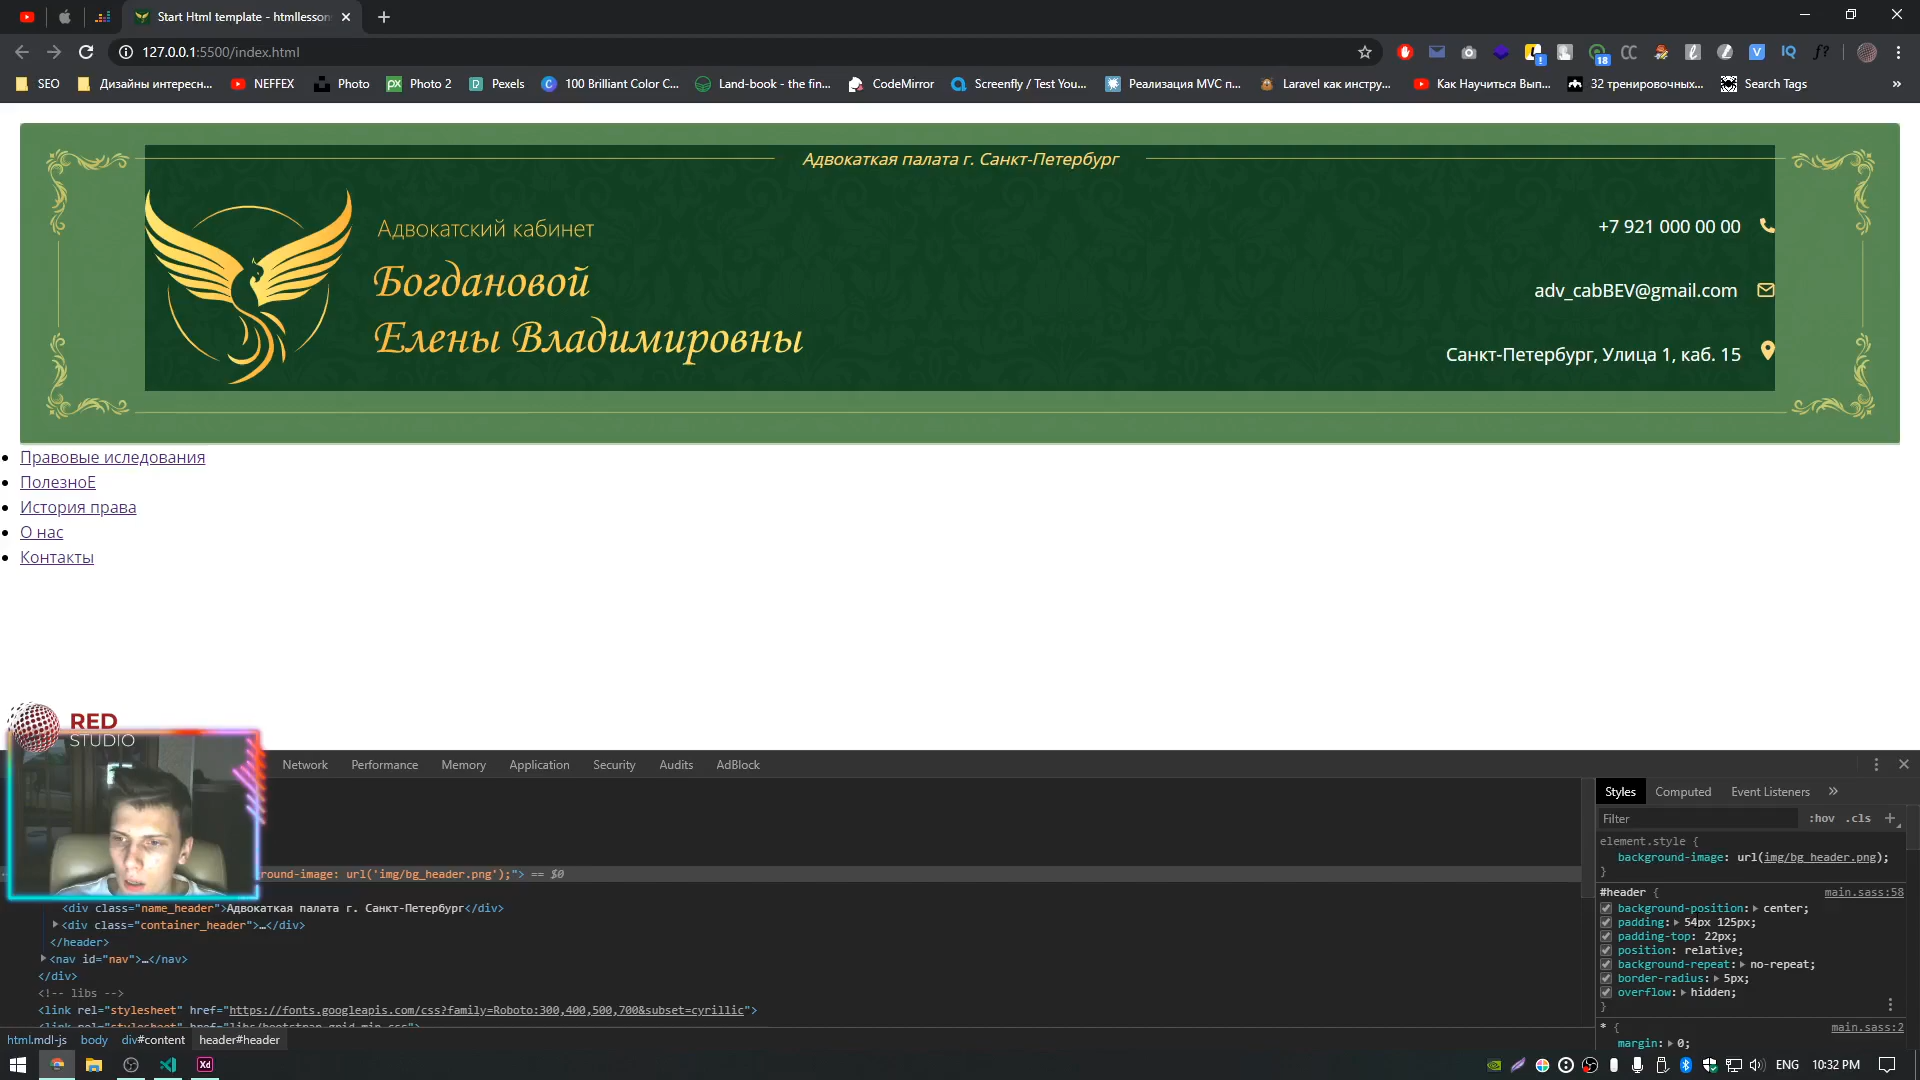 Start Html template - htmllesson
127.0.0.1:5500/index.html
SEO
Дизайны интересн...
NEFFEX
Photo
Photo 2
Pexels
100 Brilliant Color C...
Land-book - the fin...
CodeMirror
Screenfly / Test You...
Реализация MVC п...
Laravel как инстру...
Как Научиться Вып...
32 тренировочных...
Search Tags
Адвокаткая палата г. Санкт-Петербург
Адвокатский кабинет
Богдановой
Елены Владимировны
+7 921 000 00 00
adv_cabBEV@gmail.com
Санкт-Петербург, Улица 1, каб. 15
Правовые иследования
ПолезноЕ
История права
О нас
Контакты
RED
STUDIO
Network Performance Memory Application Security Audits AdBlock
round-image: url('img/bg_header.png');"> == $0
<div class="name_header">Адвокаткая палата г. Санкт-Петербург</div>
<div class="container_header">…</div>
</header>
<nav id="nav">…</nav>
</div>
<!-- libs -->
<link rel="stylesheet" href="https://fonts.googleapis.com/css?family=Roboto:300,400,500,700&subset=cyrillic">
<link rel="stylesheet" href="libs/bootstrap-grid.min.css">
html.mdl-js body div#content header#header
Styles Computed Event Listeners
Filter :hov .cls +
element.style {
background-image: url(img/bg_header.png);
}
#header { main.sass:58
background-position: center;
padding: 54px 125px;
padding-top: 22px;
position: relative;
background-repeat: no-repeat;
border-radius: 5px;
overflow: hidden;
}
* { main.sass:2
margin: 0;
ENG 10:32 PM